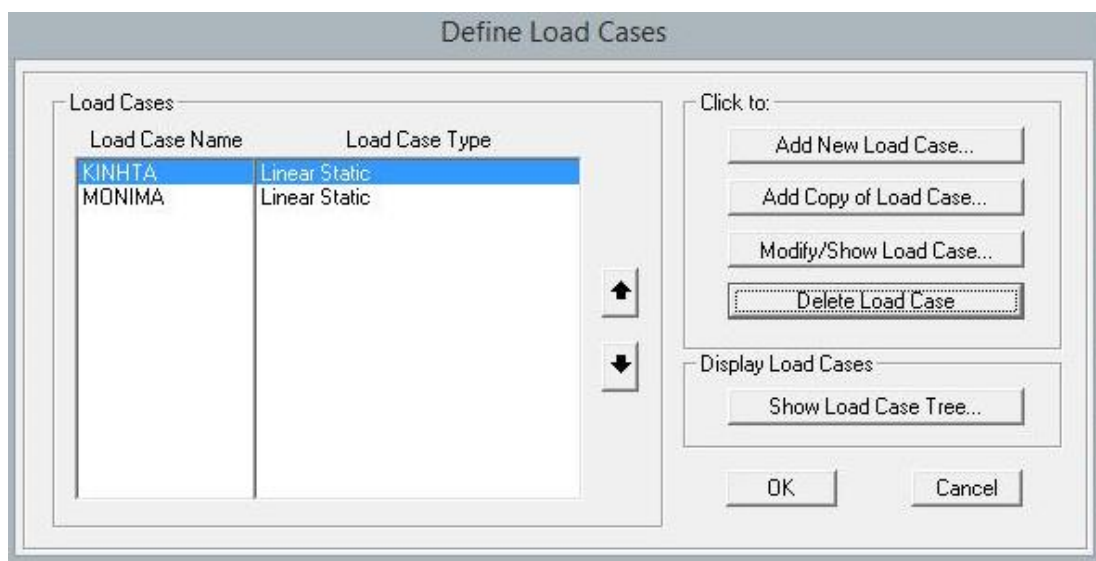 Define Load Cases
Load Cases
Load Case Name Load Case Type
KINHTA Linear Static
MONIMA Linear Static
Click to:
Add New Load Case...
Add Copy of Load Case...
Modify/Show Load Case...
Delete Load Case
Display Load Cases
Show Load Case Tree...
OK Cancel